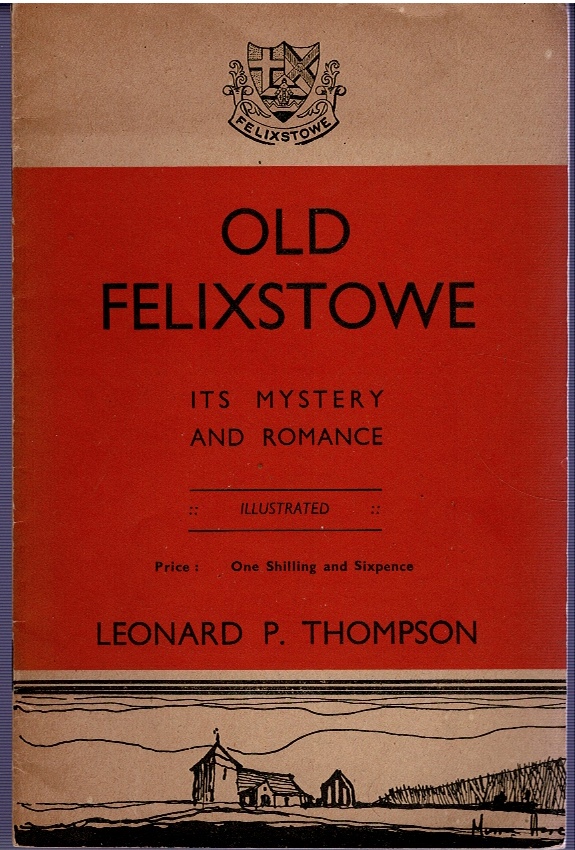 FELIXSTOWE
OLD
FELIXSTOWE
ITS MYSTERY
AND ROMANCE
:: ILLUSTRATED ::
Price : One Shilling and Sixpence
LEONARD P. THOMPSON